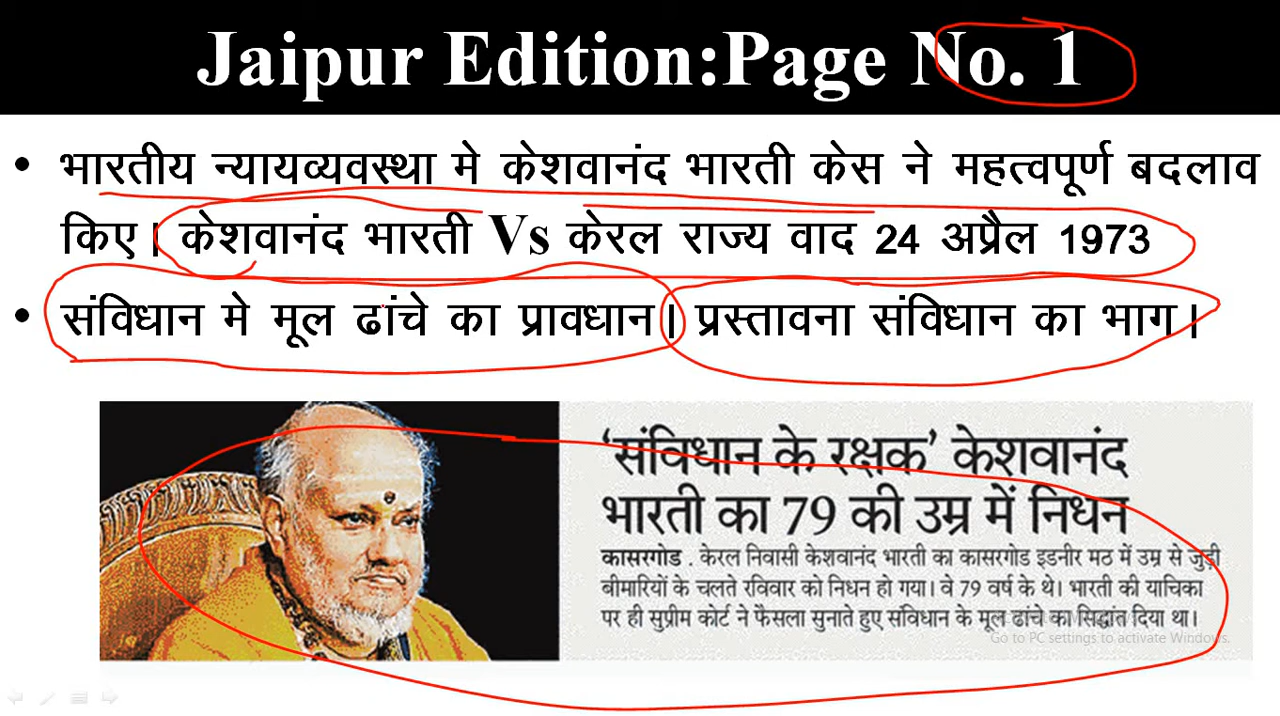 Jaipur Edition:Page No. 1
• भारतीय न्यायव्यवस्था मे केशवानंद भारती केस ने महत्वपूर्ण बदलाव
किए। केशवानंद भारती Vs केरल राज्य वाद 24 अप्रैल 1973
• संविधान मे मूल ढांचे का प्रावधान। प्रस्तावना संविधान का भाग।
‘संविधान के रक्षक’ केशवानंद
भारती का 79 की उम्र में निधन
कासरगोड . केरल निवासी केशवानंद भारती का कासरगोड इडनीर मठ में उम्र से जुड़ी
बीमारियों के चलते रविवार को निधन हो गया। वे 79 वर्ष के थे। भारती की याचिका
पर ही सुप्रीम कोर्ट ने फैसला सुनाते हुए संविधान के मूल ढांचे का सिद्धांत दिया था।
Go to PC settings to activate Windows.